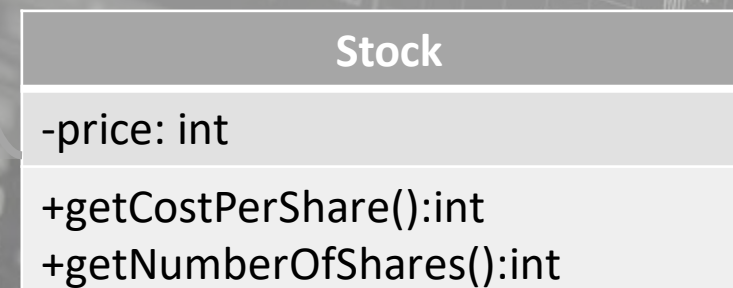 Stock
-price: int
+getCostPerShare():int
+getNumberOfShares():int